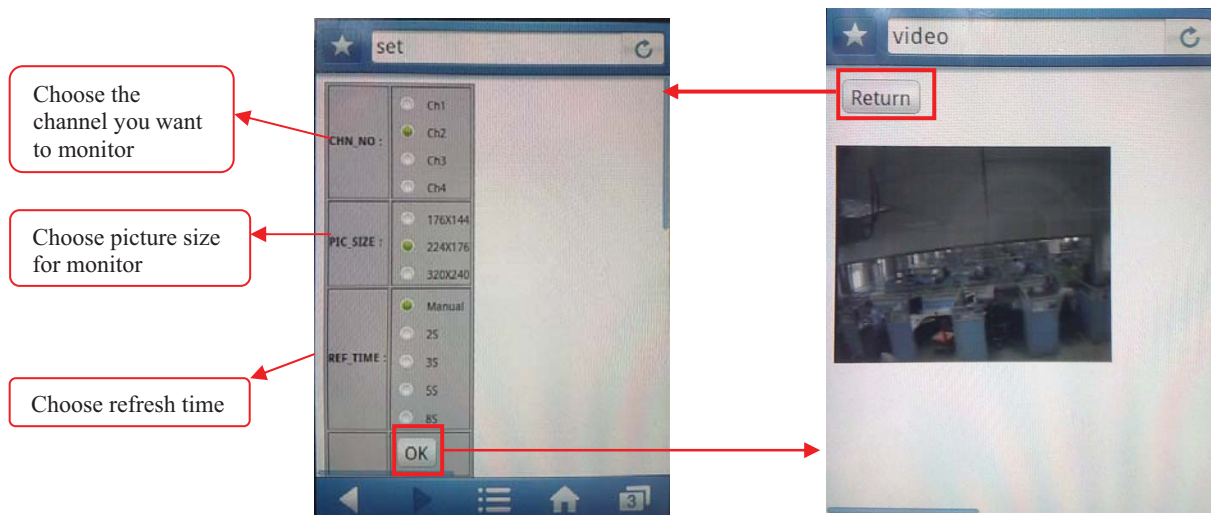 Choose the
channel you want
to monitor
Choose picture size
for monitor
Choose refresh time
set
CHN_NO :
Ch1
Ch2
Ch3
Ch4
PIC_SIZE :
176X144
224X176
320X240
REF_TIME :
Manual
2S
3S
5S
8S
OK
3
video
Return